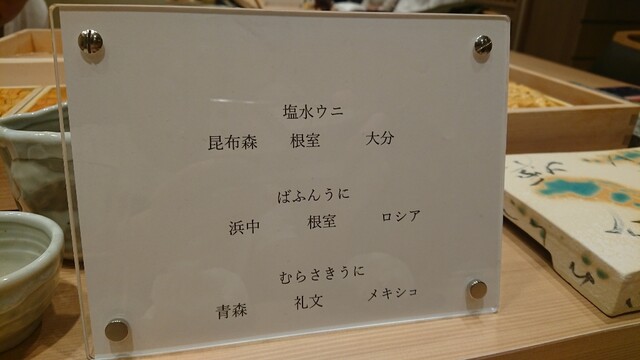 塩水ウニ
昆布森 根室 大分
ばふんうに
浜中 根室 ロシア
むらさきうに
青森 礼文 メキシコ